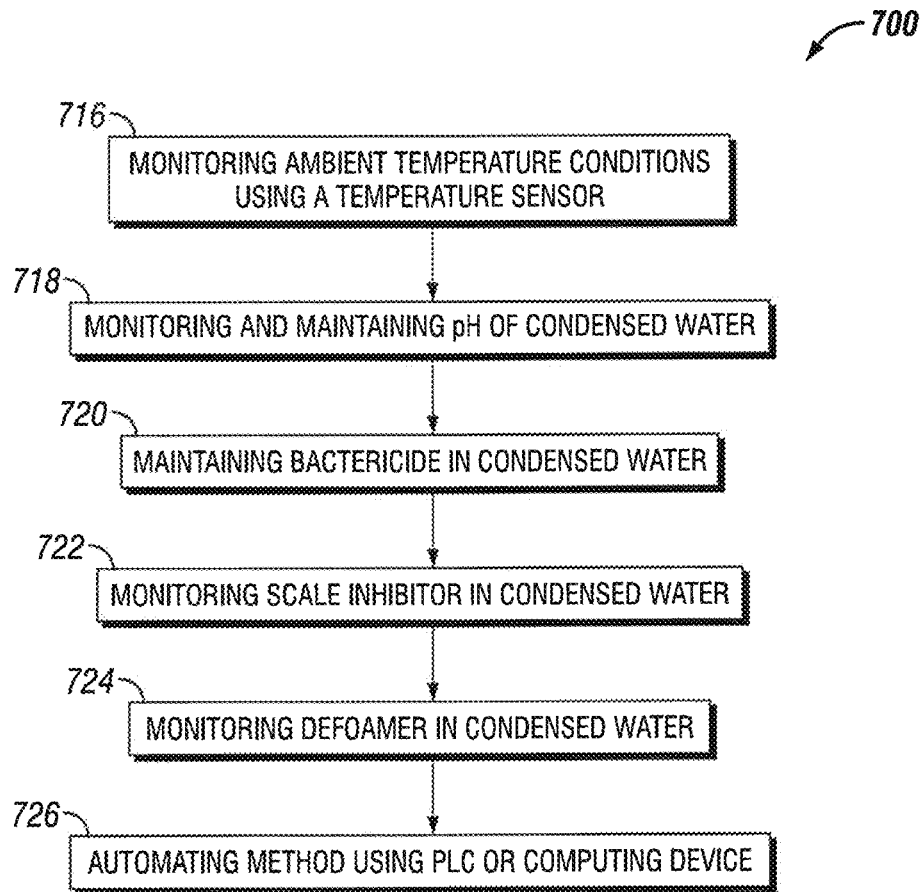 700
716
MONITORING AMBIENT TEMPERATURE CONDITIONS
USING A TEMPERATURE SENSOR
718
MONITORING AND MAINTAINING pH OF CONDENSED WATER
720
MAINTAINING BACTERICIDE IN CONDENSED WATER
722
MONITORING SCALE INHIBITOR IN CONDENSED WATER
724
MONITORING DEFOAMER IN CONDENSED WATER
726
AUTOMATING METHOD USING PLC OR COMPUTING DEVICE